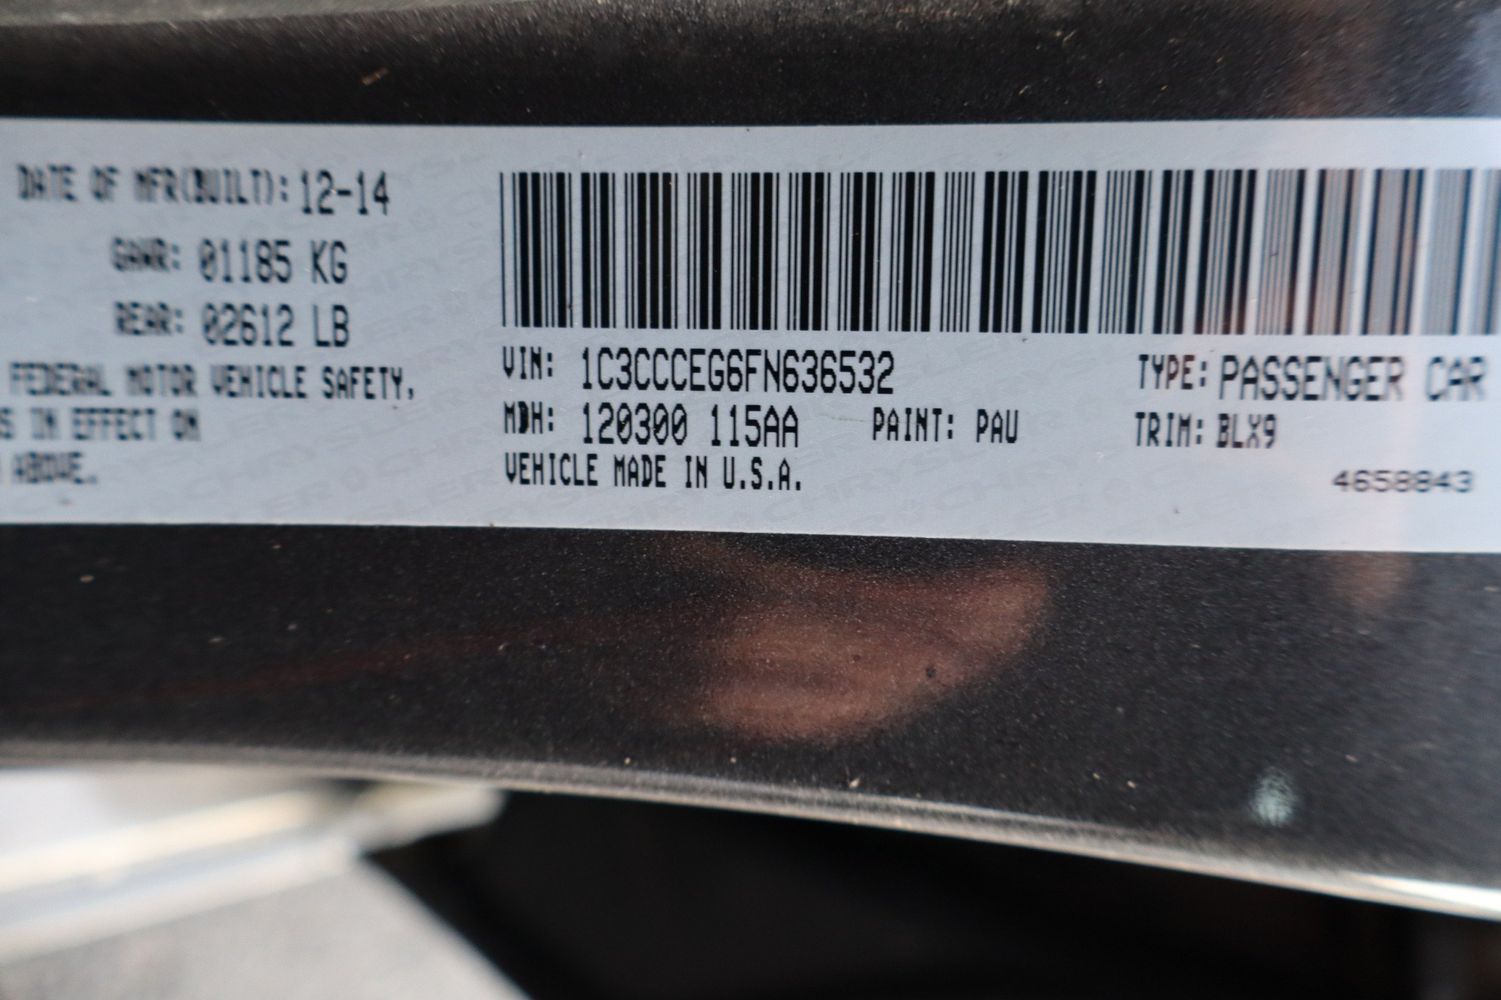 DATE OF MFR(BUILT): 12-14
GAWR: 01185 KG
REAR: 02612 LB
FEDERAL MOTOR VEHICLE SAFETY,
S IN EFFECT ON
ABOVE.
VIN: 1C3CCCEG6FN636532 TYPE: PASSENGER CAR
MDH: 120300 115AA PAINT: PAU TRIM: BLX9
VEHICLE MADE IN U.S.A.
4658843